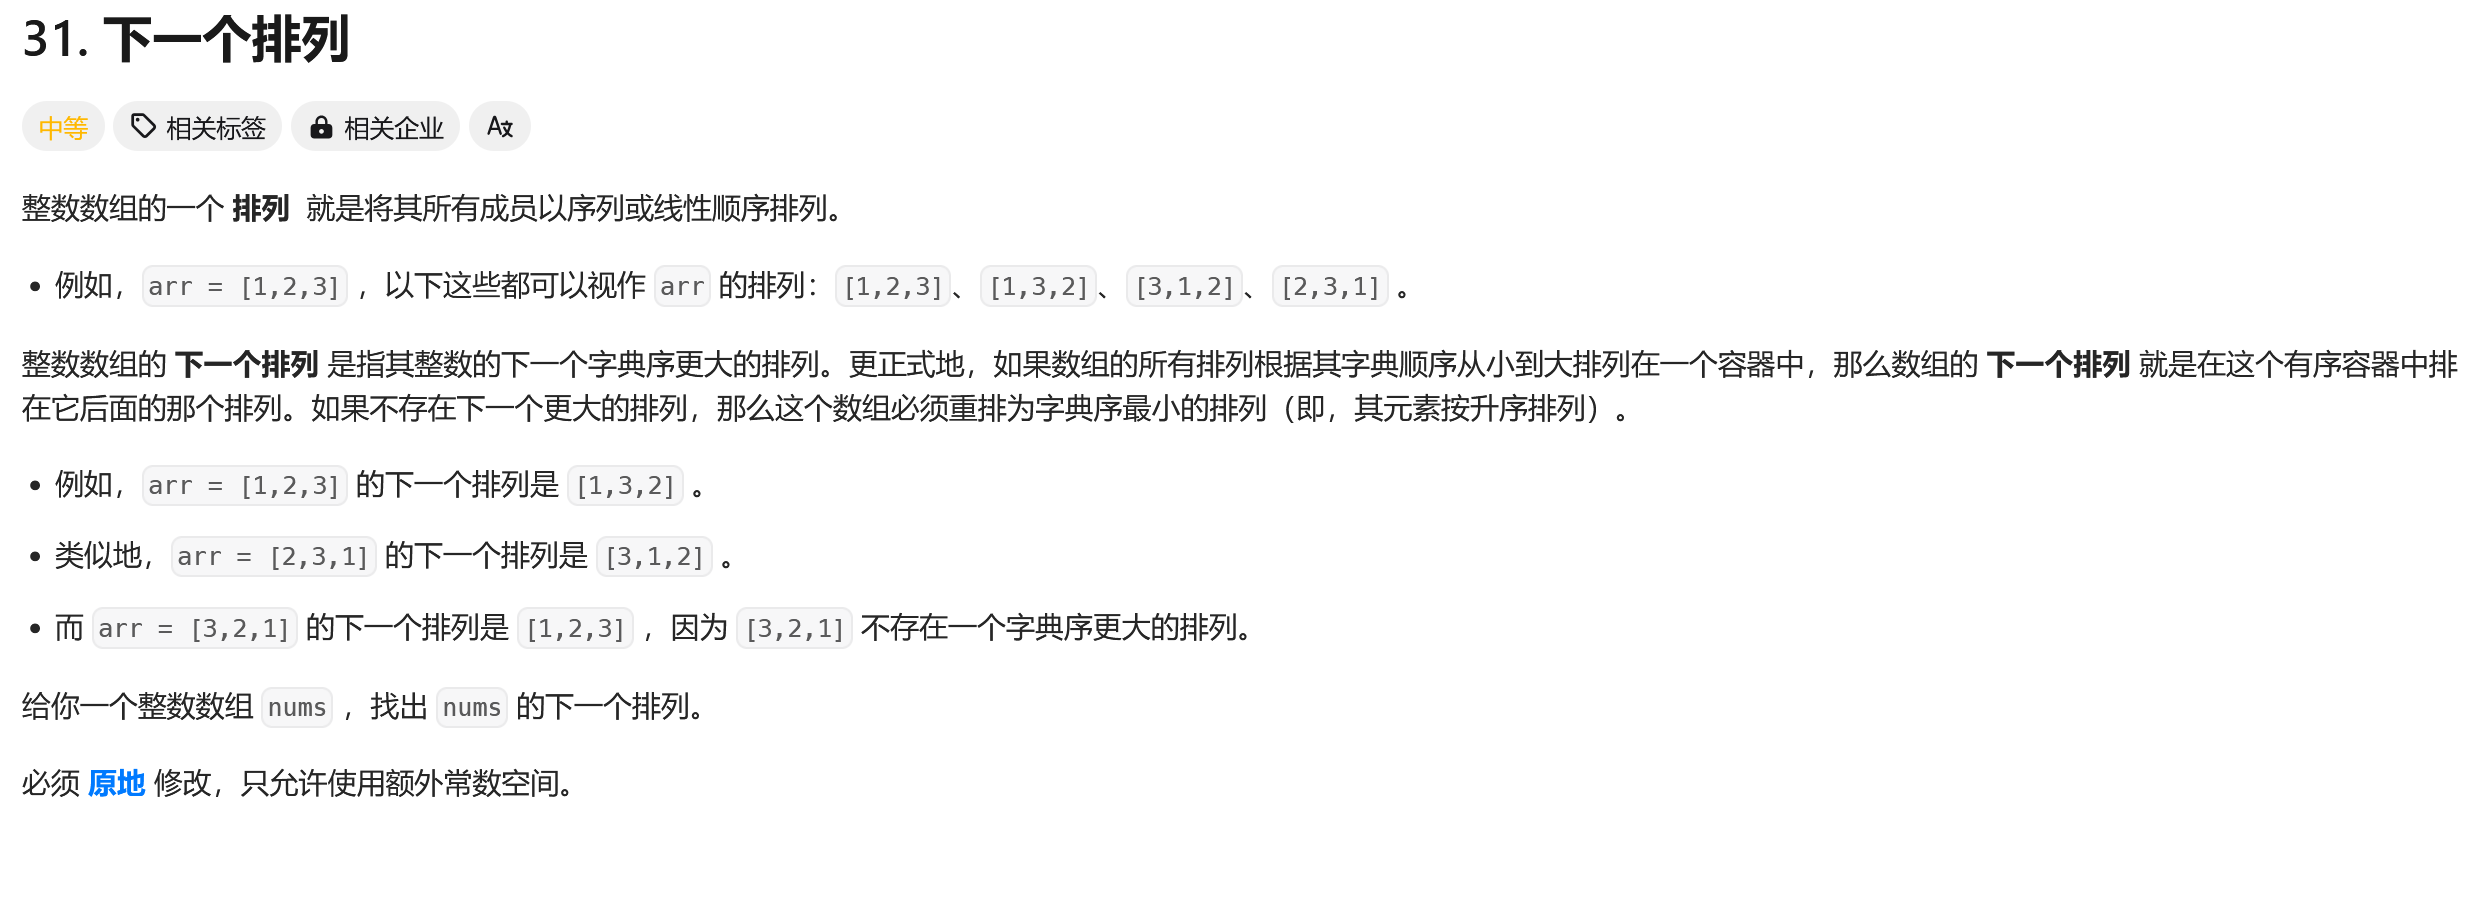 31. 下一个排列
中等 相关标签 相关企业
整数数组的一个 排列 就是将其所有成员以序列或线性顺序排列。
• 例如，arr = [1,2,3] ，以下这些都可以视作 arr 的排列：[1,2,3]、[1,3,2]、[3,1,2]、[2,3,1] 。
整数数组的 下一个排列 是指其整数的下一个字典序更大的排列。更正式地，如果数组的所有排列根据其字典顺序从小到大排列在一个容器中，那么数组的 下一个排列 就是在这个有序容器中排
在它后面的那个排列。如果不存在下一个更大的排列，那么这个数组必须重排为字典序最小的排列（即，其元素按升序排列）。
• 例如，arr = [1,2,3] 的下一个排列是 [1,3,2] 。
• 类似地，arr = [2,3,1] 的下一个排列是 [3,1,2] 。
• 而 arr = [3,2,1] 的下一个排列是 [1,2,3] ，因为 [3,2,1] 不存在一个字典序更大的排列。
给你一个整数数组 nums ，找出 nums 的下一个排列。
必须 原地 修改，只允许使用额外常数空间。